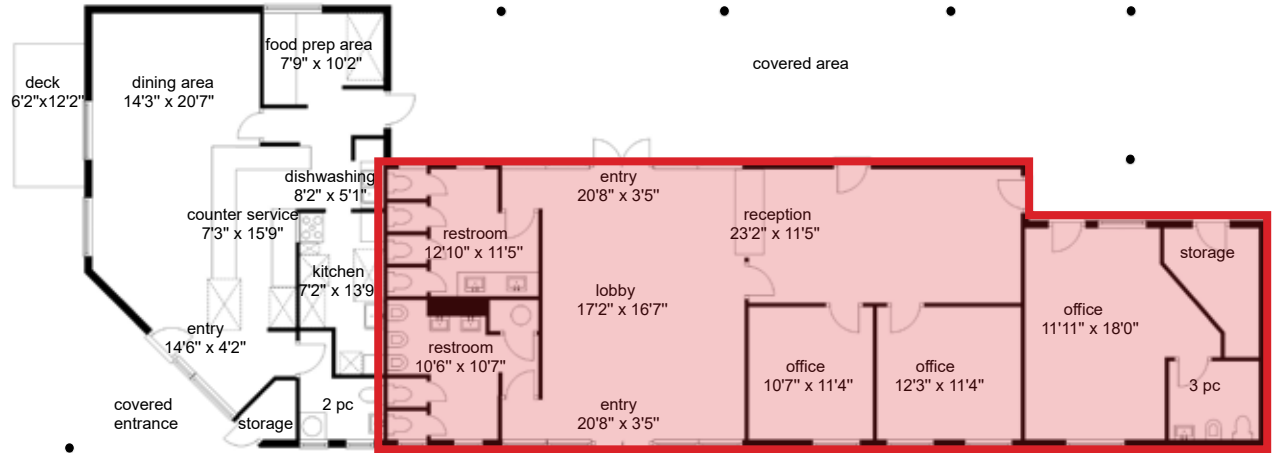 food prep area
7'9" x 10'2"
covered area
deck
6'2"x12'2"
dining area
14'3" x 20'7"
dishwashing
8'2" x 5'1"
entry
20'8" x 3'5"
counter service
7'3" x 15'9"
reception
23'2" x 11'5"
restroom
12'10" x 11'5"
storage
kitchen
7'2" x 13'9
lobby
17'2" x 16'7"
office
11'11" x 18'0"
entry
14'6" x 4'2"
restroom
10'6" x 10'7"
office
10'7" x 11'4"
office
12'3" x 11'4"
3 pc
covered
entrance
storage
2 pc
entry
20'8" x 3'5"